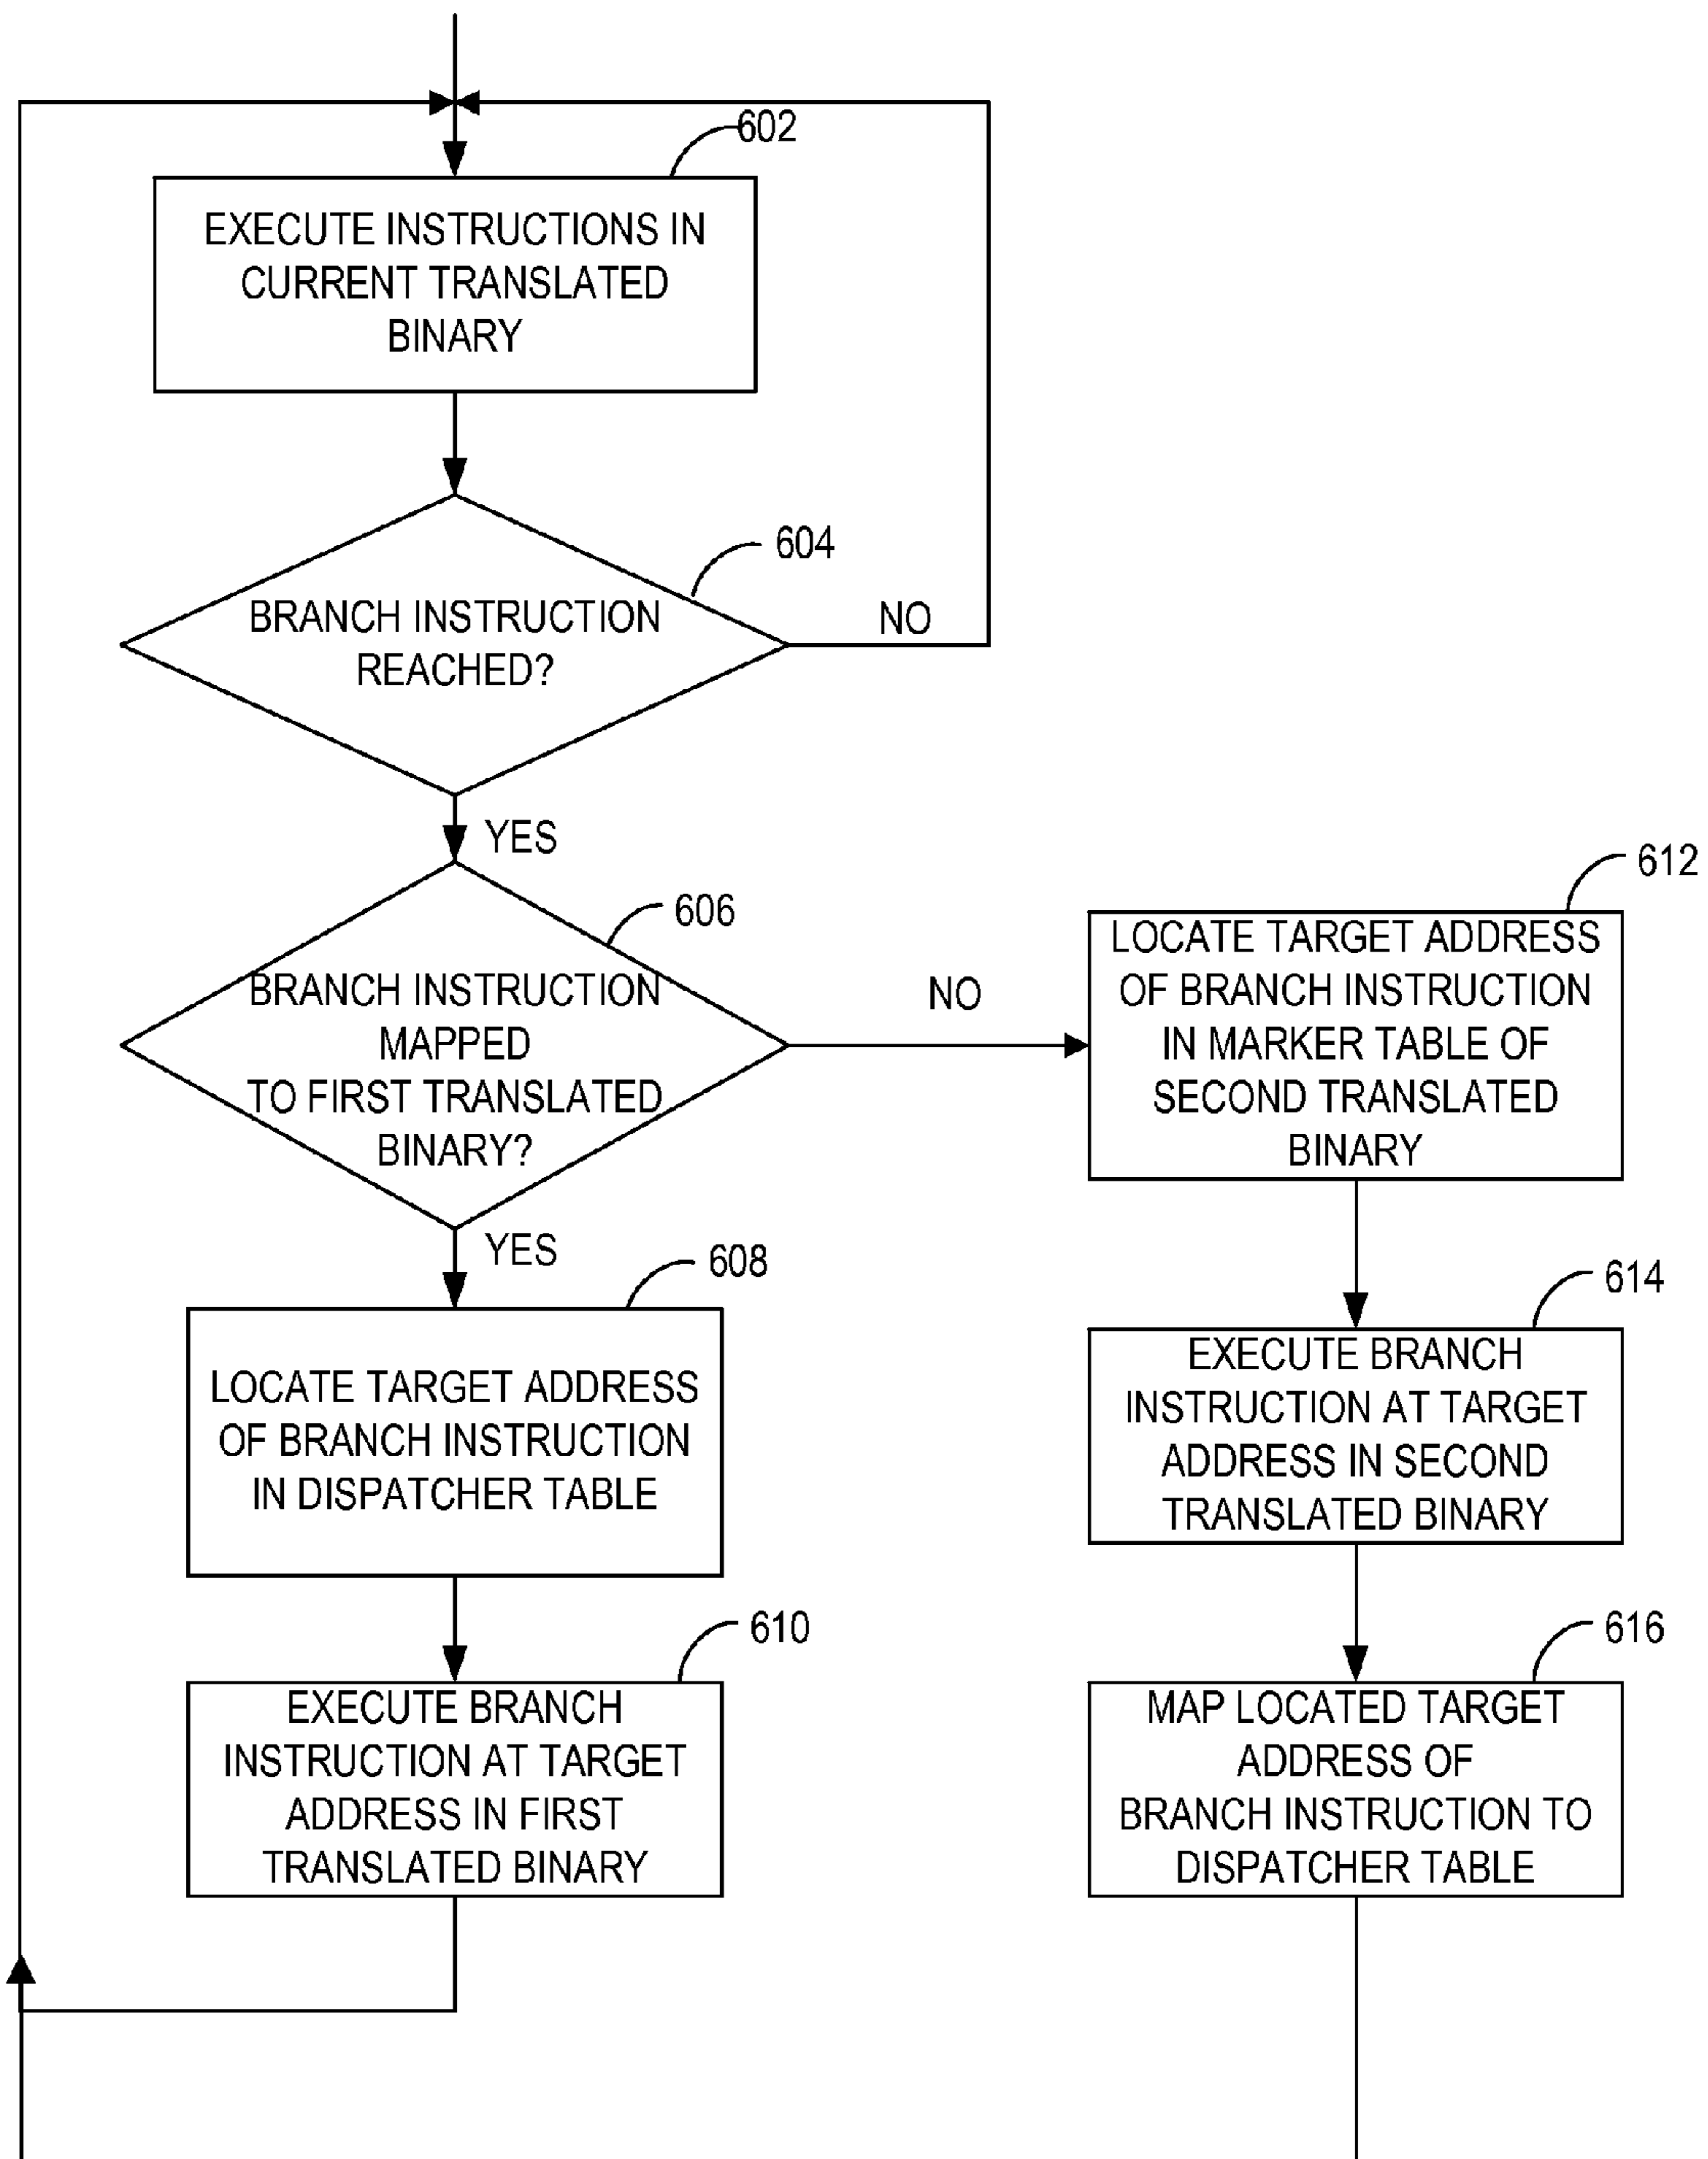 602
EXECUTE INSTRUCTIONS IN
CURRENT TRANSLATED
BINARY
604
BRANCH INSTRUCTION
REACHED?
NO
YES
606
BRANCH INSTRUCTION
MAPPED
TO FIRST TRANSLATED
BINARY?
NO
YES
612
LOCATE TARGET ADDRESS
OF BRANCH INSTRUCTION
IN MARKER TABLE OF
SECOND TRANSLATED
BINARY
608
LOCATE TARGET ADDRESS
OF BRANCH INSTRUCTION
IN DISPATCHER TABLE
614
EXECUTE BRANCH
INSTRUCTION AT TARGET
ADDRESS IN SECOND
TRANSLATED BINARY
610
EXECUTE BRANCH
INSTRUCTION AT TARGET
ADDRESS IN FIRST
TRANSLATED BINARY
616
MAP LOCATED TARGET
ADDRESS OF
BRANCH INSTRUCTION TO
DISPATCHER TABLE